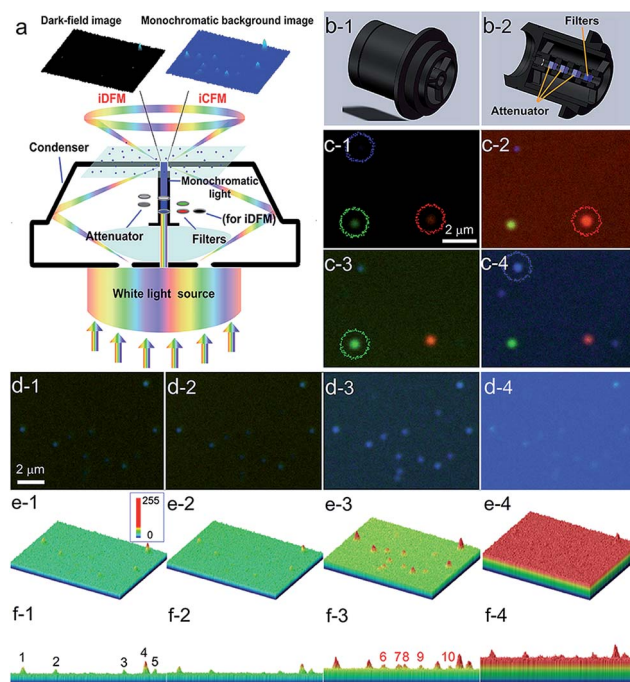 a
Dark-field image
Monochromatic background image
iDFM
iCFM
Condenser
Monochromatic
light
(for iDFM)
Attenuator
Filters
White light source
b-1
b-2
Filters
Attenuator
c-1
2 μm
c-2
c-3
c-4
d-1
2 μm
d-2
d-3
d-4
e-1
255
0
e-2
e-3
e-4
f-1
1 2 3 4 5
f-2
f-3
6 7 8 9 10
f-4